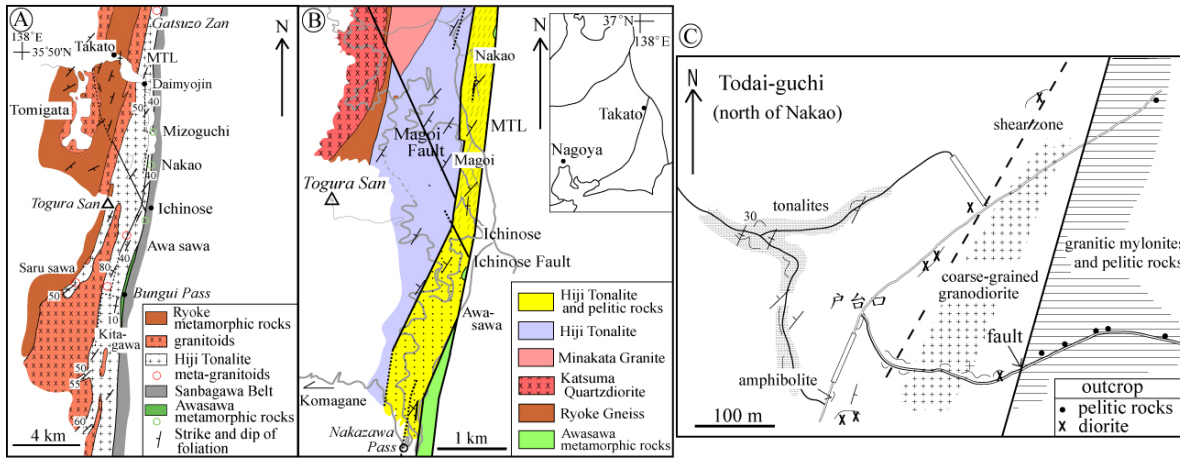 A
138°E
35°50'N
Takato
Gatsuzo Zan
N
MTL
Daimyojin
40
50
Tomigata
Mizoguchi
Nakao
40
Togura San
Ichinose
Awa sawa
Saru sawa
80
40
50
Bungui Pass
10
Kita-
gawa
50
55
60
4 km
Ryoke
metamorphic rocks
granitoids
Hiji Tonalite
meta-granitoids
Sanbagawa Belt
Awasawa
metamorphic rocks
Strike and dip of
foliation
B
N
Nakao
MTL
Magoi
Fault
Magoi
Togura San
Ichinose
Ichinose Fault
Awa-
sawa
Komagane
Nakazawa
Pass
1 km
37°N
138°E
Takato
Nagoya
Hiji Tonalite
and pelitic rocks
Hiji Tonalite
Minakata Granite
Katsuma
Quartzdiorite
Ryoke Gneiss
Awasawa
metamorphic rocks
C
N
Todai-guchi
(north of Nakao)
shear zone
tonalites
30
granitic mylonites
and pelitic rocks
coarse-grained
granodiorite
戸台口
fault
amphibolite
100 m
outcrop
pelitic rocks
diorite